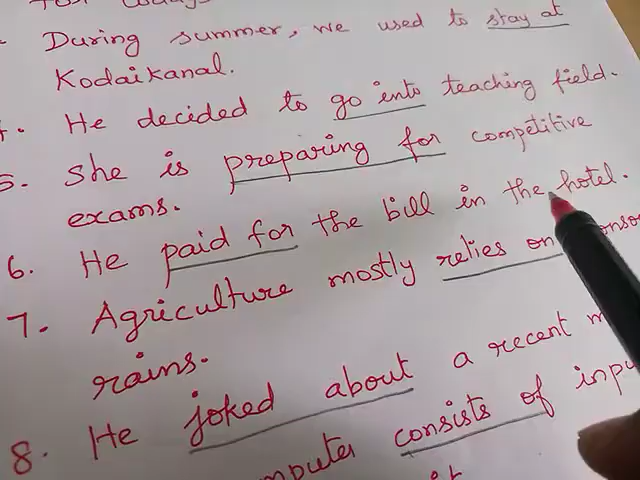 During summer, we used to stay at
Kodaikanal.
He decided to go into teaching field.
5. She is preparing for competitive
exams.
6. He paid for the bill in the hotel.
7. Agriculture mostly relies on
rains.
8. He joked about a recent
consists of